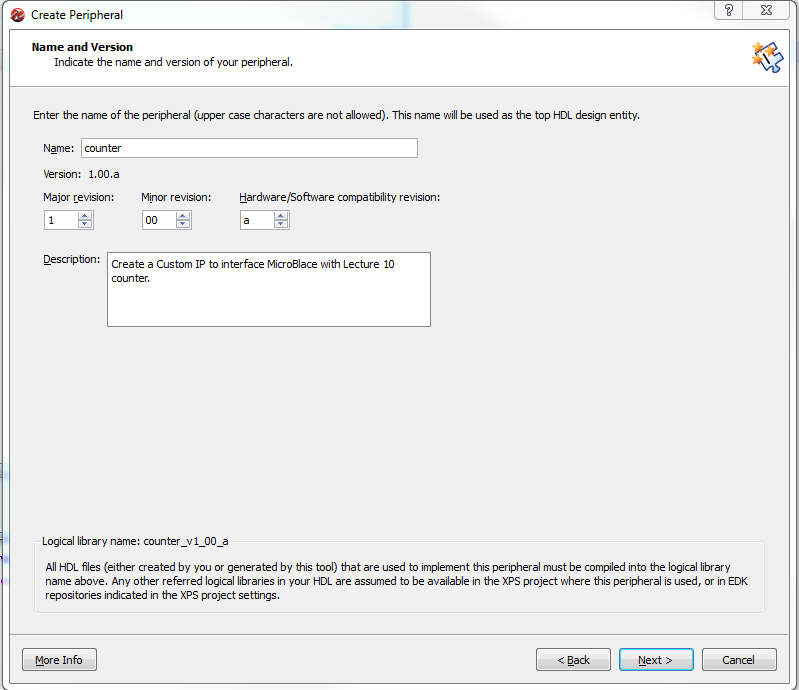 Create Peripheral
Name and Version
Indicate the name and version of your peripheral.
Enter the name of the peripheral (upper case characters are not allowed). This name will be used as the top HDL design entity.
Name: counter
Version: 1.00.a
Major revision: Minor revision: Hardware/Software compatibility revision:
1 00 a
Description: Create a Custom IP to interface MicroBlace with Lecture 10
counter.
Logical library name: counter_v1_00_a
All HDL files (either created by you or generated by this tool) that are used to implement this peripheral must be compiled into the logical library
name above. Any other referred logical libraries in your HDL are assumed to be available in the XPS project where this peripheral is used, or in EDK
repositories indicated in the XPS project settings.
More Info < Back Next > Cancel